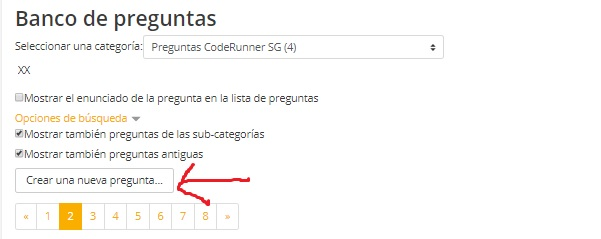 Banco de preguntas
Seleccionar una categoría: Preguntas CodeRunner SG (4)
XX
Mostrar el enunciado de la pregunta en la lista de preguntas
Opciones de búsqueda
Mostrar también preguntas de las sub-categorías
Mostrar también preguntas antiguas
Crear una nueva pregunta...
« 1 2 3 4 5 6 7 8 »